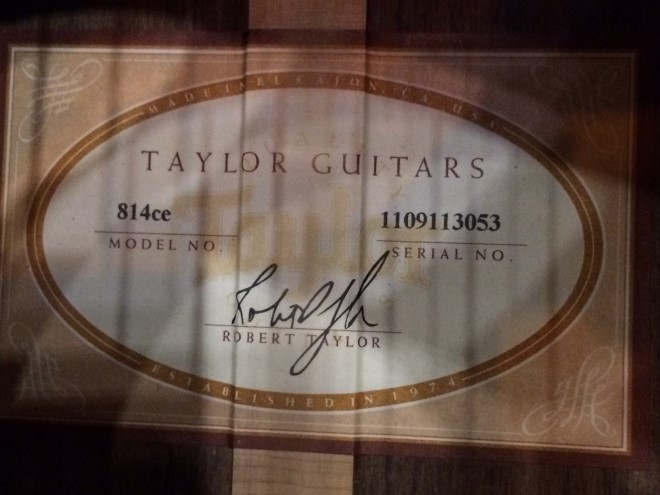 MADE IN EL CAJON, CA, USA
TAYLOR GUITARS
Taylor
814ce
1109113053
MODEL NO.
SERIAL NO.
ROBERT TAYLOR
ESTABLISHED IN 1974